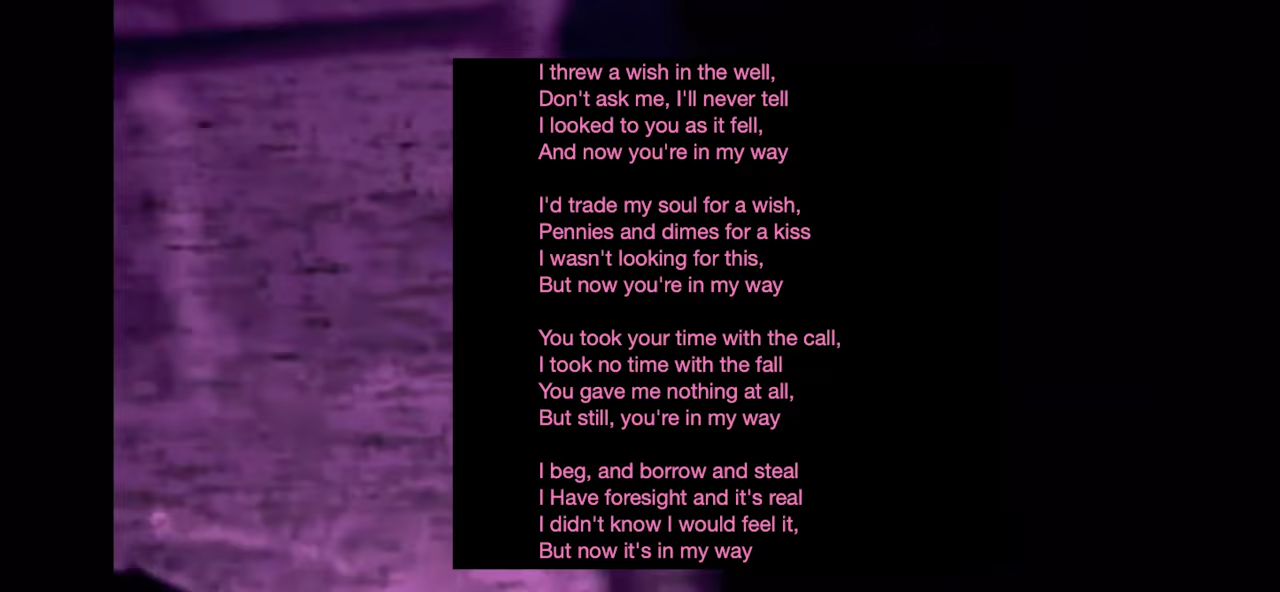 I threw a wish in the well,
Don't ask me, I'll never tell
I looked to you as it fell,
And now you're in my way
I'd trade my soul for a wish,
Pennies and dimes for a kiss
I wasn't looking for this,
But now you're in my way
You took your time with the call,
I took no time with the fall
You gave me nothing at all,
But still, you're in my way
I beg, and borrow and steal
I Have foresight and it's real
I didn't know I would feel it,
But now it's in my way